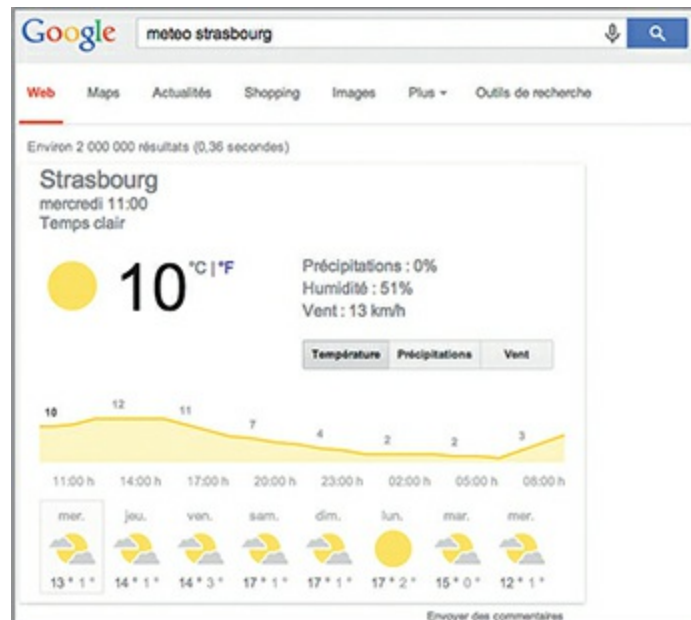 Google meteo strasbourg
Web Maps Actualités Shopping Images Plus Outils de recherche
Environ 2 000 000 résultats (0,36 secondes)
Strasbourg
mercredi 11:00
Temps clair
10 °C | °F
Précipitations : 0%
Humidité : 51%
Vent : 13 km/h
Température Précipitations Vent
10 12 11 7 4 2 2 3
11:00 h 14:00 h 17:00 h 20:00 h 23:00 h 02:00 h 05:00 h 08:00 h
mer. jeu. ven. sam. dim. lun. mar. mer.
13° 1° 14° 1° 14° 3° 17° 1° 17° 1° 17° 2° 15° 0° 12° 1°
Envoyer des commentaires